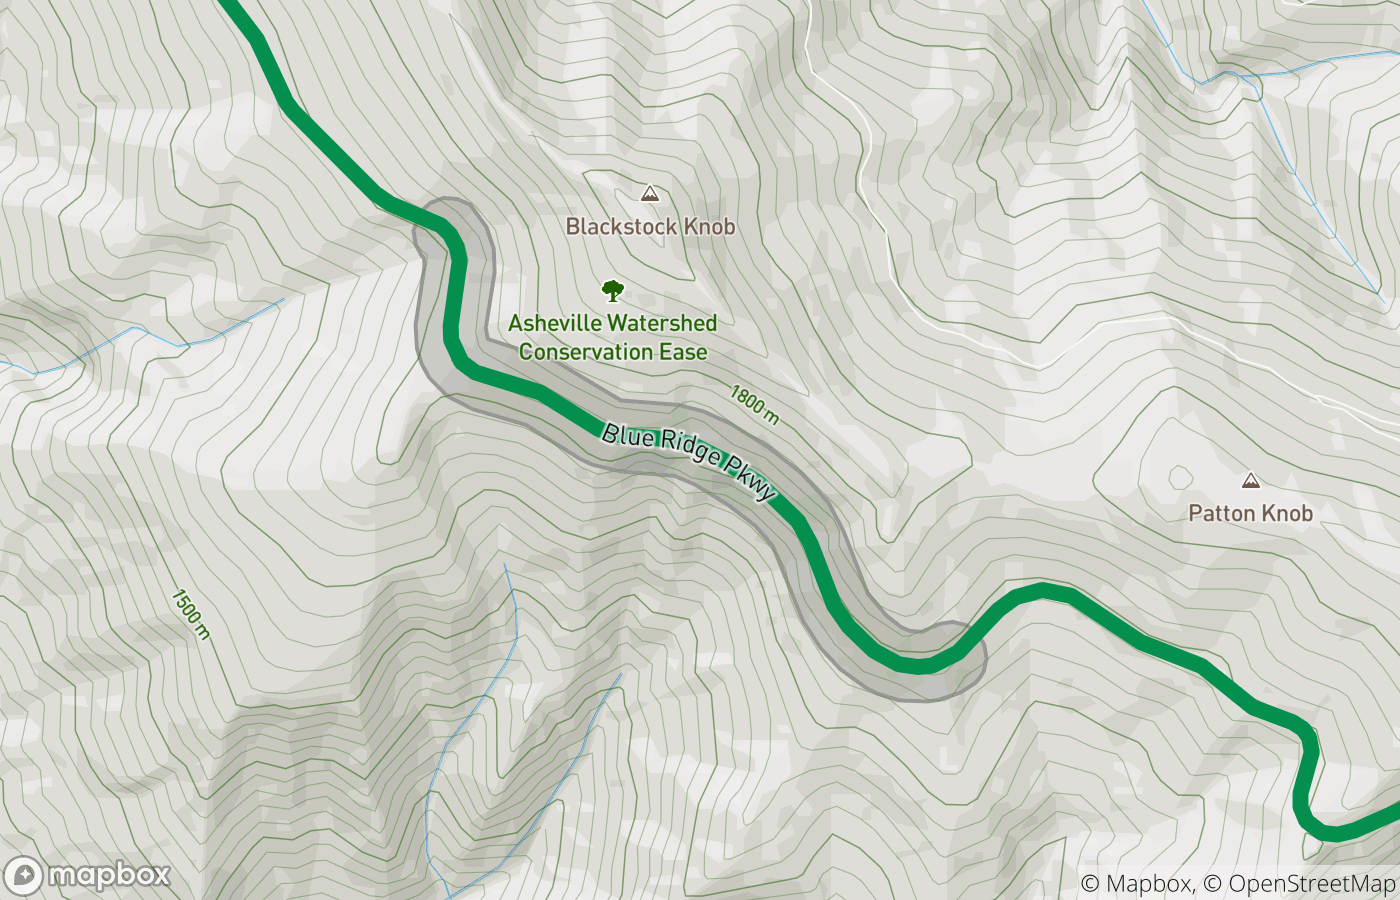 Blackstock Knob
Asheville Watershed
Conservation Ease
1800 m
Blue Ridge Pkwy
Patton Knob
1500 m
mapbox
© Mapbox, © OpenStreetMap